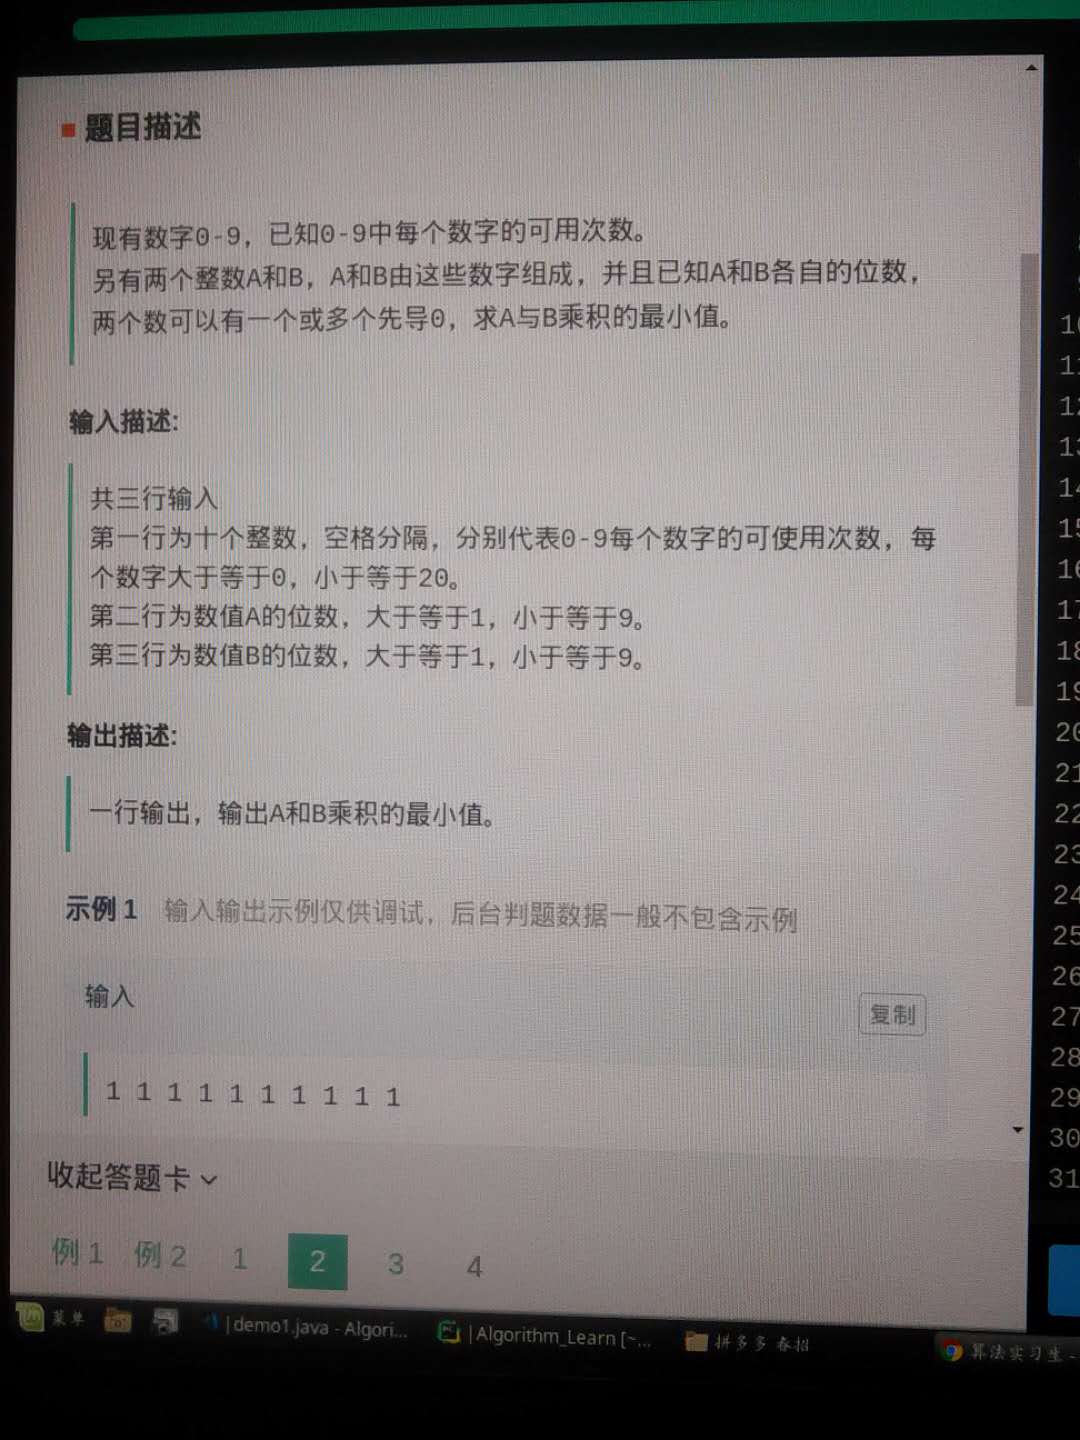 题目描述
现有数字0-9，已知0-9中每个数字的可用次数。
另有两个整数A和B，A和B由这些数字组成，并且已知A和B各自的位数，
两个数可以有一个或多个先导0，求A与B乘积的最小值。
输入描述:
共三行输入
第一行为十个整数，空格分隔，分别代表0-9每个数字的可使用次数，每
个数字大于等于0，小于等于20。
第二行为数值A的位数，大于等于1，小于等于9。
第三行为数值B的位数，大于等于1，小于等于9。
输出描述:
一行输出，输出A和B乘积的最小值。
示例1 输入输出示例仅供调试，后台判题数据一般不包含示例
输入
复制
1 1 1 1 1 1 1 1 1 1
收起答题卡
例1 例2 1 2 3 4
菜单 |demo1.java - Algori... |Algorithm_Learn [~... 拼多多 春招 算法实习生 -
12
13
14
15
16
17
18
19
20
21
22
23
24
25
26
27
28
29
30
31